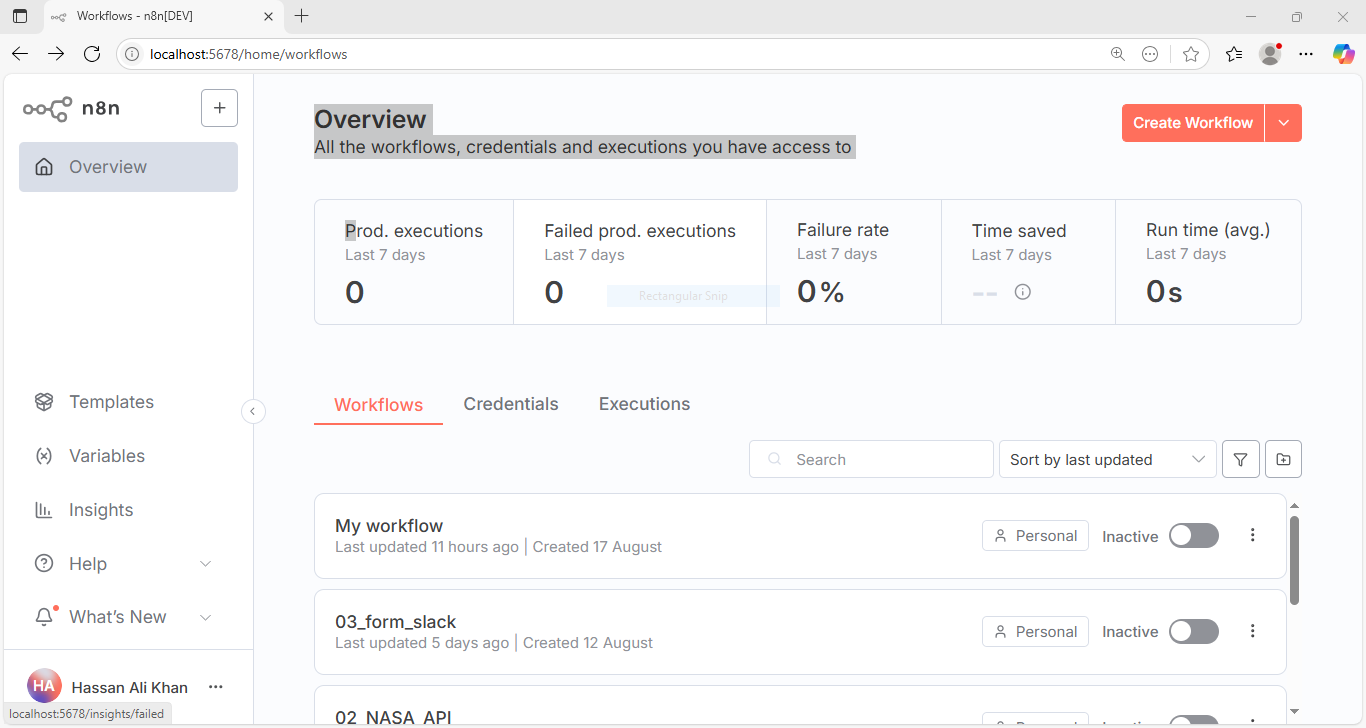 Workflows - n8n[DEV]
localhost:5678/home/workflows
n8n
Overview
Templates
Variables
Insights
Help
What's New
HA
Hassan Ali Khan
localhost:5678/insights/failed
Overview
All the workflows, credentials and executions you have access to
Create Workflow
Prod. executions
Last 7 days
0
Failed prod. executions
Last 7 days
0
Rectangular Snip
Failure rate
Last 7 days
0%
Time saved
Last 7 days
--
Run time (avg.)
Last 7 days
0s
Workflows Credentials Executions
Search
Sort by last updated
My workflow
Last updated 11 hours ago | Created 17 August
Personal
Inactive
03_form_slack
Last updated 5 days ago | Created 12 August
Personal
Inactive
02_NASA_API